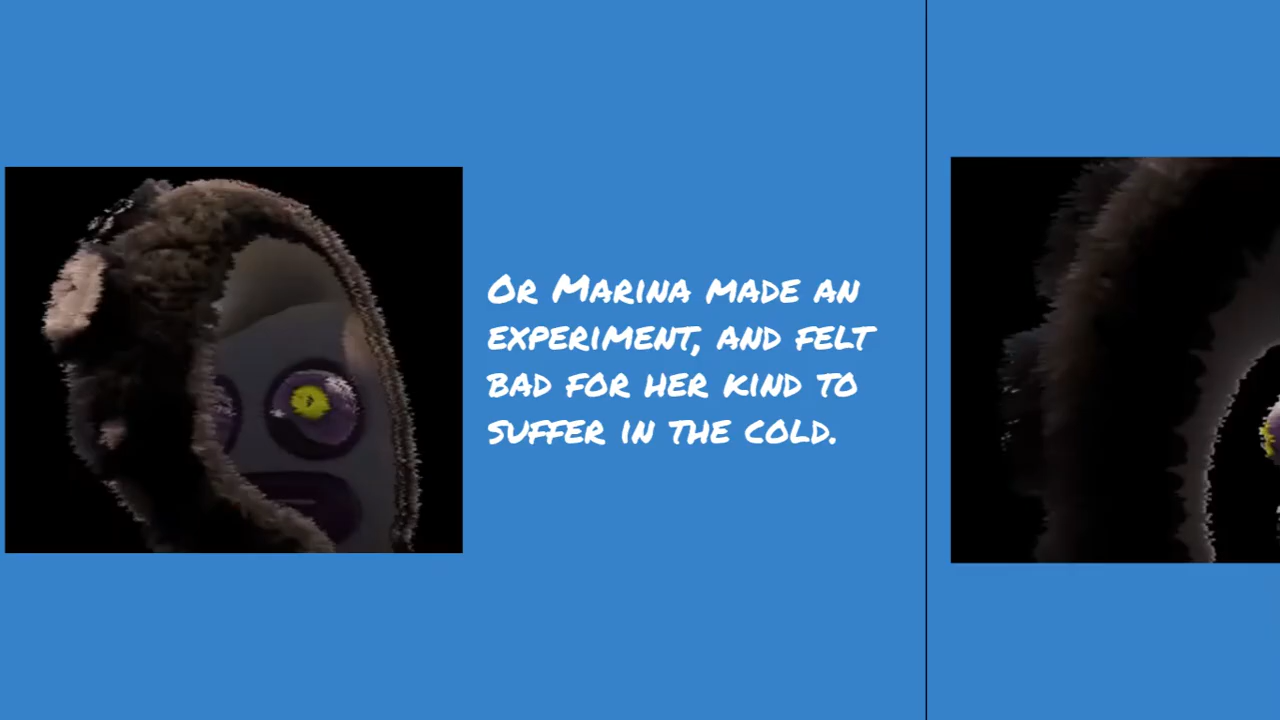 Or Marina made an
experiment, and felt
bad for her kind to
suffer in the cold.